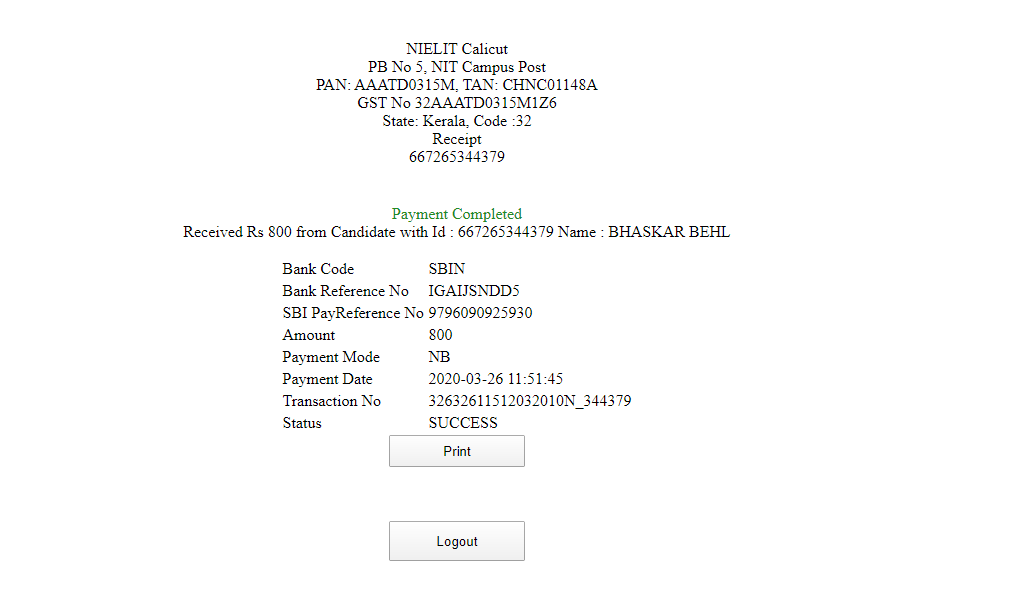 NIELIT Calicut
PB No 5, NIT Campus Post
PAN: AAATD0315M, TAN: CHNC01148A
GST No 32AAATD0315M1Z6
State: Kerala, Code :32
Receipt
667265344379
Payment Completed
Received Rs 800 from Candidate with Id : 667265344379 Name : BHASKAR BEHL
Bank Code SBIN
Bank Reference No IGAIJSNDD5
SBI PayReference No 9796090925930
Amount 800
Payment Mode NB
Payment Date 2020-03-26 11:51:45
Transaction No 32632611512032010N_344379
Status SUCCESS
Print
Logout